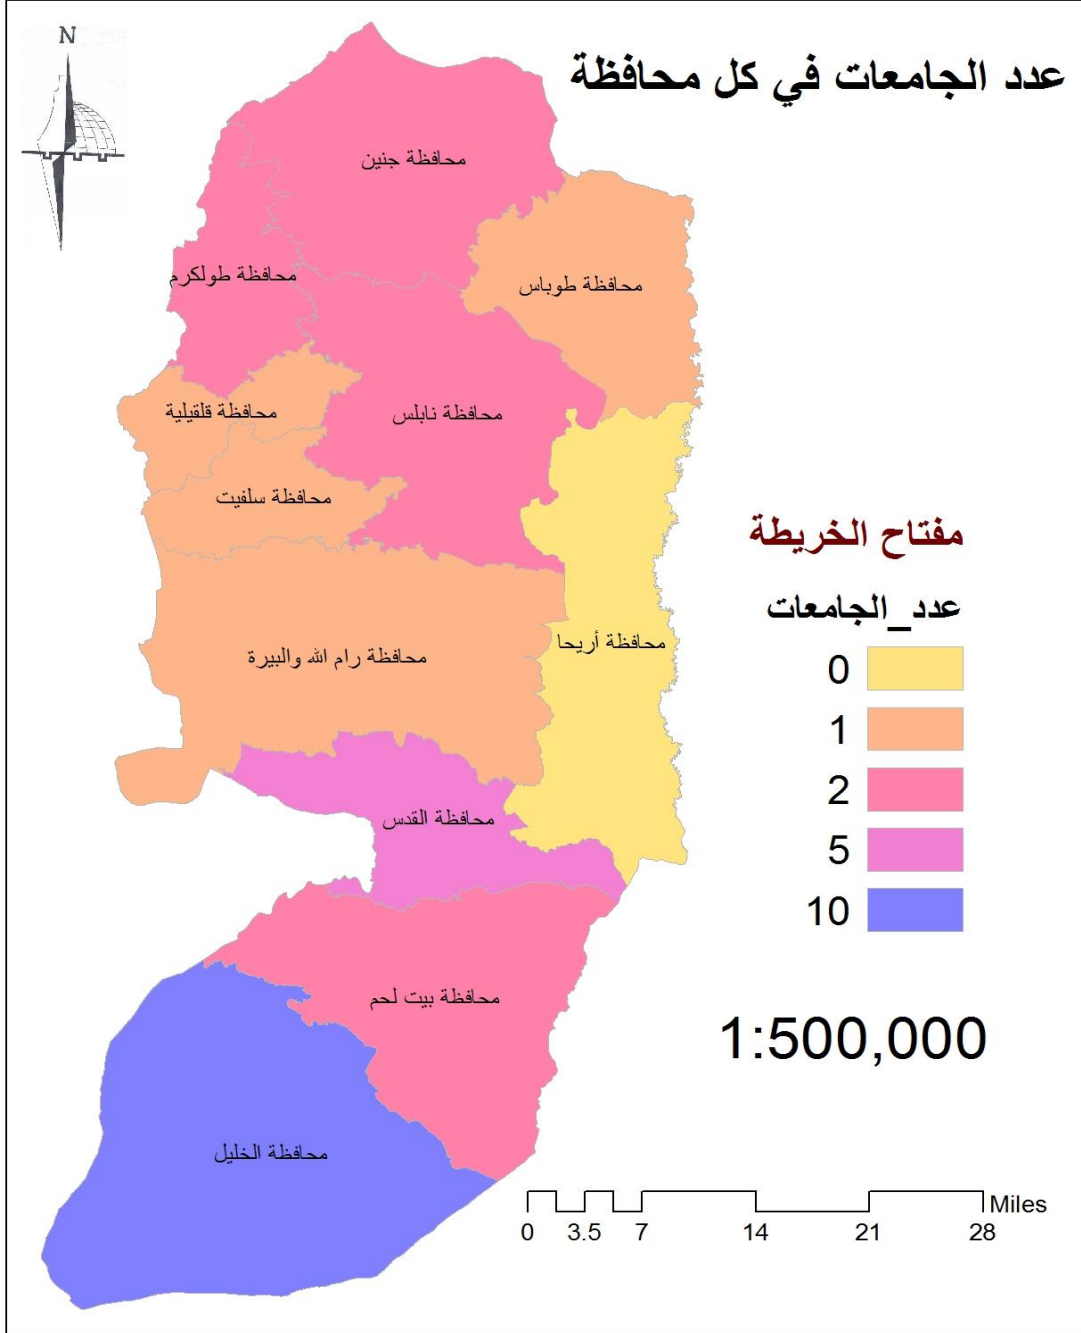 N
عدد الجامعات في كل محافظة
محافظة جنين
محافظة طولكرم
محافظة طوباس
محافظة قلقيلية
محافظة نابلس
محافظة سلفيت
محافظة أريحا
محافظة رام الله والبيرة
محافظة القدس
محافظة بيت لحم
محافظة الخليل
مفتاح الخريطة
عدد_الجامعات
0
1
2
5
10
1:500,000
Miles
0 3.5 7 14 21 28